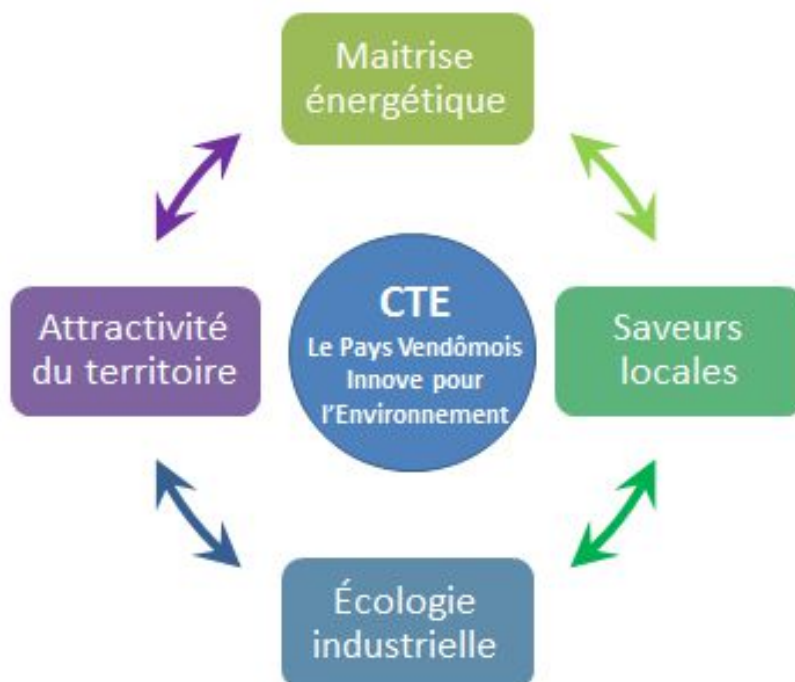 Maitrise
énergétique
Attractivité
du territoire
CTE
Le Pays Vendômois
Innove pour
l'Environnement
Saveurs
locales
Écologie
industrielle